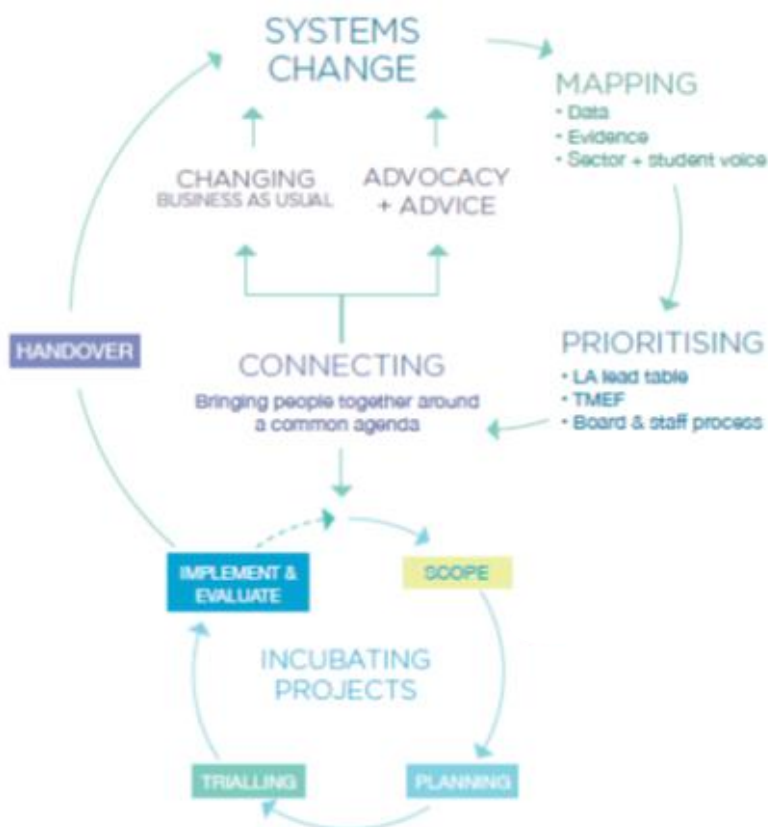 SYSTEMS
CHANGE
MAPPING
• Data
• Evidence
• Sector + student voice
CHANGING
BUSINESS AS USUAL
ADVOCACY
+ ADVICE
HANDOVER
CONNECTING
Bringing people together around
a common agenda
PRIORITISING
• LA lead table
• TMEF
• Board & staff process
IMPLEMENT &
EVALUATE
SCOPE
INCUBATING
PROJECTS
TRIALLING
PLANNING